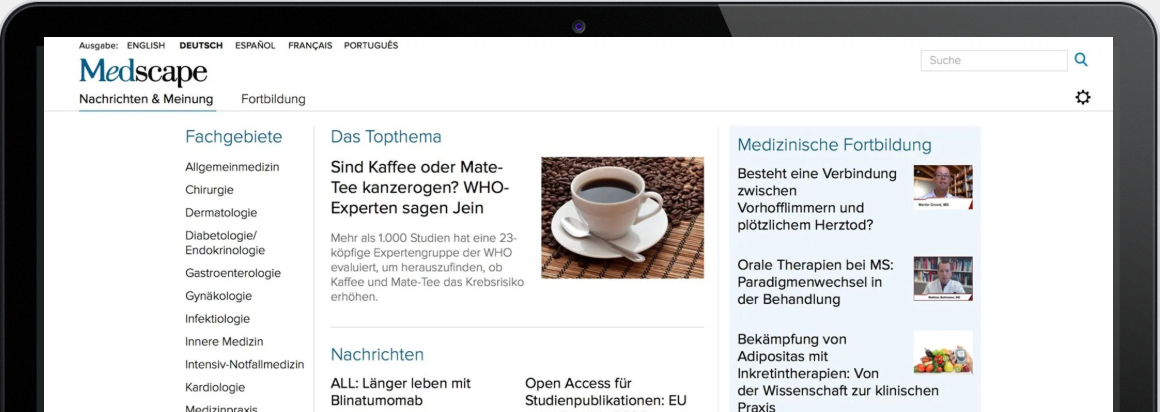 Ausgabe: ENGLISH DEUTSCH ESPAÑOL FRANÇAIS PORTUGUÊS
Medscape
Suche
Nachrichten & Meinung Fortbildung
Fachgebiete
Allgemeinmedizin
Chirurgie
Dermatologie
Diabetologie/
Endokrinologie
Gastroenterologie
Gynäkologie
Infektiologie
Innere Medizin
Intensiv-Notfallmedizin
Kardiologie
Medizinpraxis
Das Topthema
Sind Kaffee oder Mate-
Tee kanzerogen? WHO-
Experten sagen Jein
Mehr als 1.000 Studien hat eine 23-
köpfige Expertengruppe der WHO
evaluiert, um herauszufinden, ob
Kaffee und Mate-Tee das Krebsrisiko
erhöhen.
Nachrichten
ALL: Länger leben mit
Blinatumomab
Open Access für
Studienpublikationen: EU
Medizinische Fortbildung
Besteht eine Verbindung
zwischen
Vorhofflimmern und
plötzlichem Herztod?
Orale Therapien bei MS:
Paradigmenwechsel in
der Behandlung
Bekämpfung von
Adipositas mit
Inkretintherapien: Von
der Wissenschaft zur klinischen
Praxis